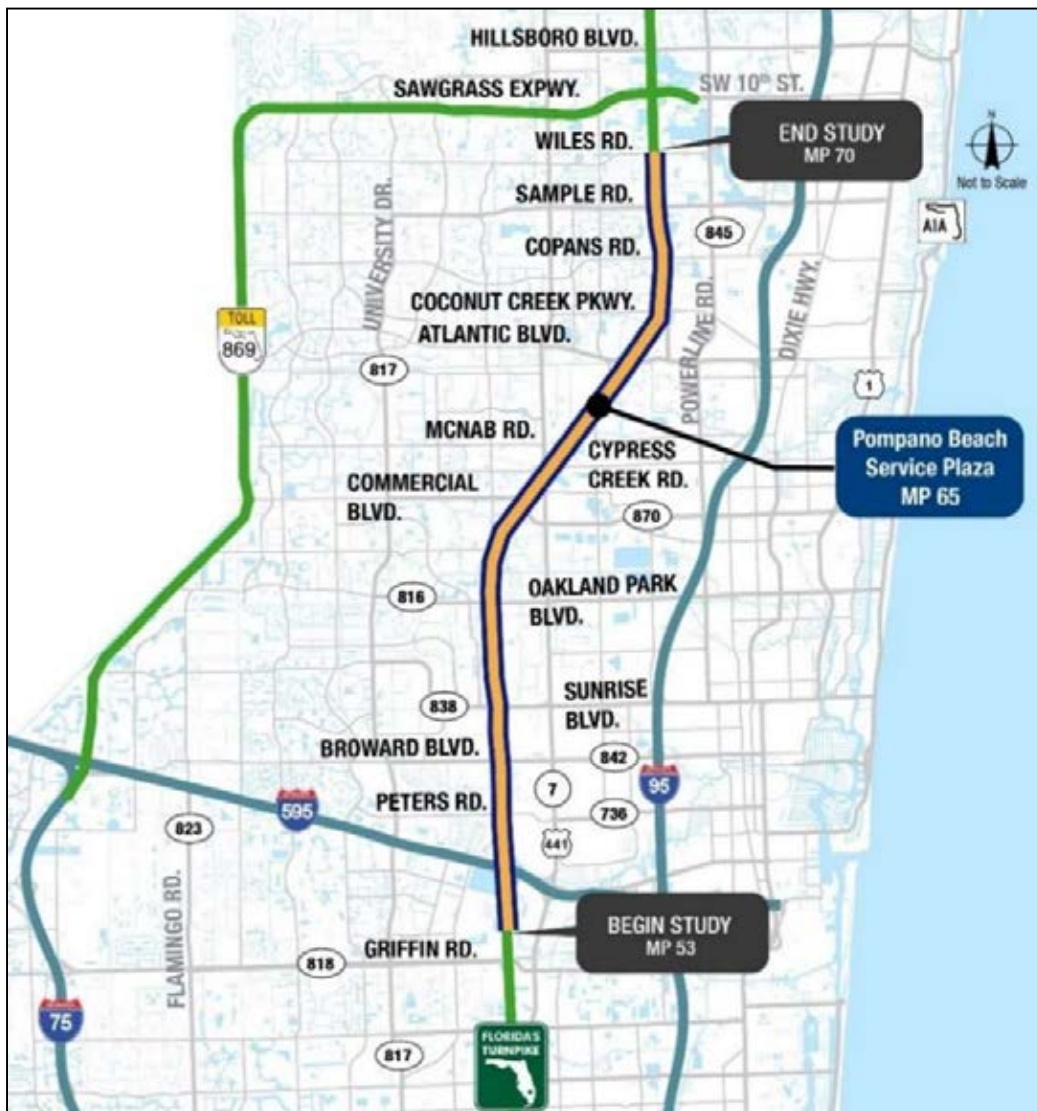 HILLSBORO BLVD.
SAWGRASS EXPWY.
SW 10th ST.
WILES RD.
END STUDY
MP 70
N
Not to Scale
SAMPLE RD.
UNIVERSITY DR.
845
A1A
COPANS RD.
COCONUT CREEK PKWY.
ATLANTIC BLVD.
POWERLINE RD.
DIXIE HWY.
TOLL
869
817
1
MCNAB RD.
CYPRESS
CREEK RD.
Pompano Beach
Service Plaza
MP 65
COMMERCIAL
BLVD.
870
816
OAKLAND PARK
BLVD.
838
SUNRISE
BLVD.
BROWARD BLVD.
842
7
95
PETERS RD.
736
595
823
441
FLAMINGO RD.
BEGIN STUDY
MP 53
GRIFFIN RD.
818
75
FLORIDA'S
TURNPIKE
817